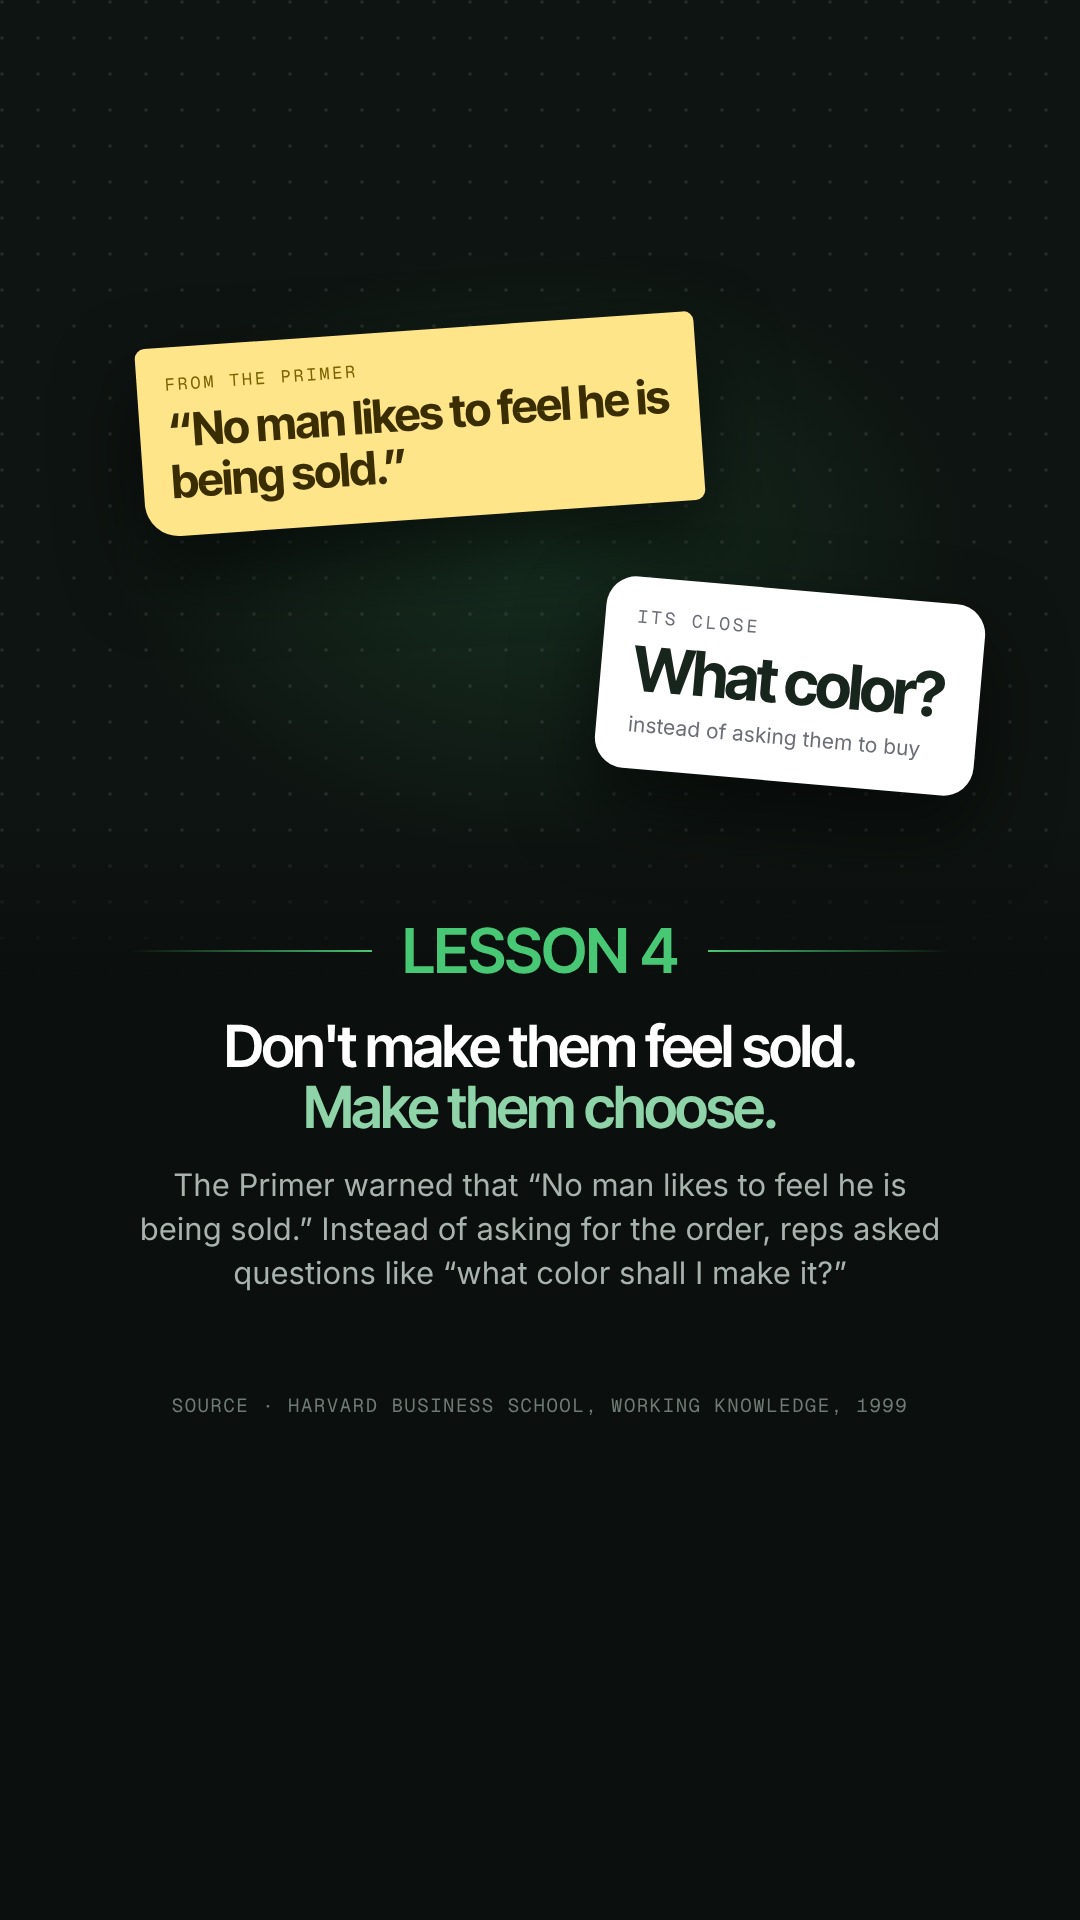 FROM THE PRIMER
“No man likes to feel he is
being sold.”
ITS CLOSE
What color?
instead of asking them to buy
LESSON 4
Don't make them feel sold.
Make them choose.
The Primer warned that “No man likes to feel he is
being sold.” Instead of asking for the order, reps asked
questions like “what color shall I make it?”
SOURCE · HARVARD BUSINESS SCHOOL, WORKING KNOWLEDGE, 1999